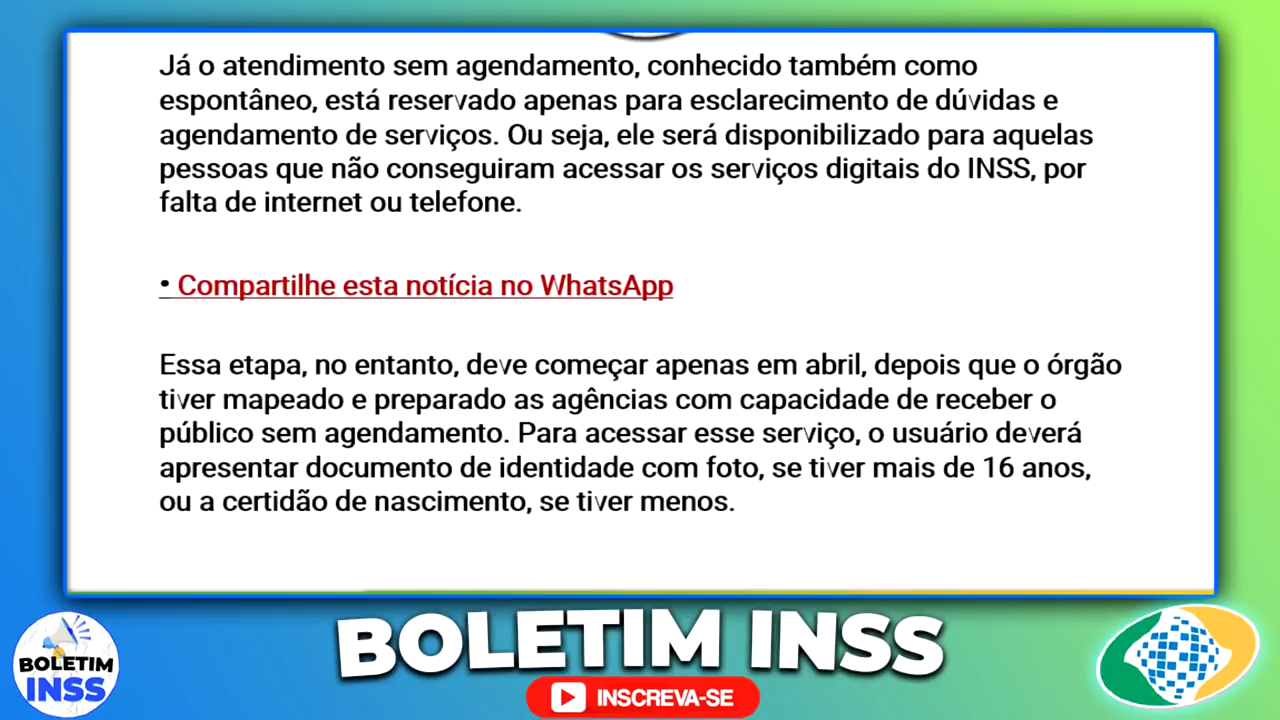 Já o atendimento sem agendamento, conhecido também como
espontâneo, está reservado apenas para esclarecimento de dúvidas e
agendamento de serviços. Ou seja, ele será disponibilizado para aquelas
pessoas que não conseguiram acessar os serviços digitais do INSS, por
falta de internet ou telefone.
• Compartilhe esta notícia no WhatsApp
Essa etapa, no entanto, deve começar apenas em abril, depois que o órgão
tiver mapeado e preparado as agências com capacidade de receber o
público sem agendamento. Para acessar esse serviço, o usuário deverá
apresentar documento de identidade com foto, se tiver mais de 16 anos,
ou a certidão de nascimento, se tiver menos.
BOLETIM INSS
INSCREVA-SE
BOLETIM
INSS